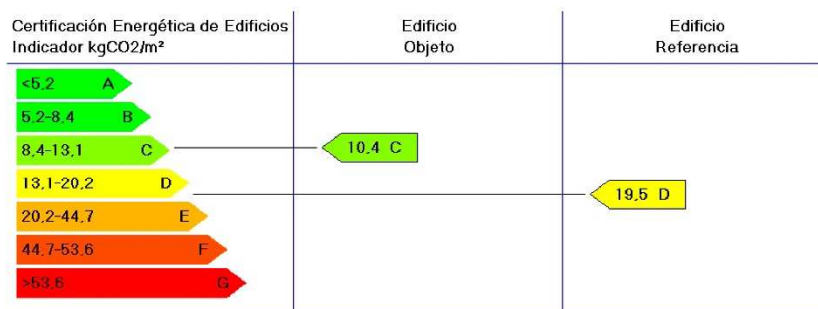 Certificación Energética de Edificios
Indicador kgCO2/m²
Edificio
Objeto
Edificio
Referencia
<5,2 A
5,2-8,4 B
8,4-13,1 C
10,4 C
13,1-20,2 D
19,5 D
20,2-44,7 E
44,7-53,6 F
>53,6 G